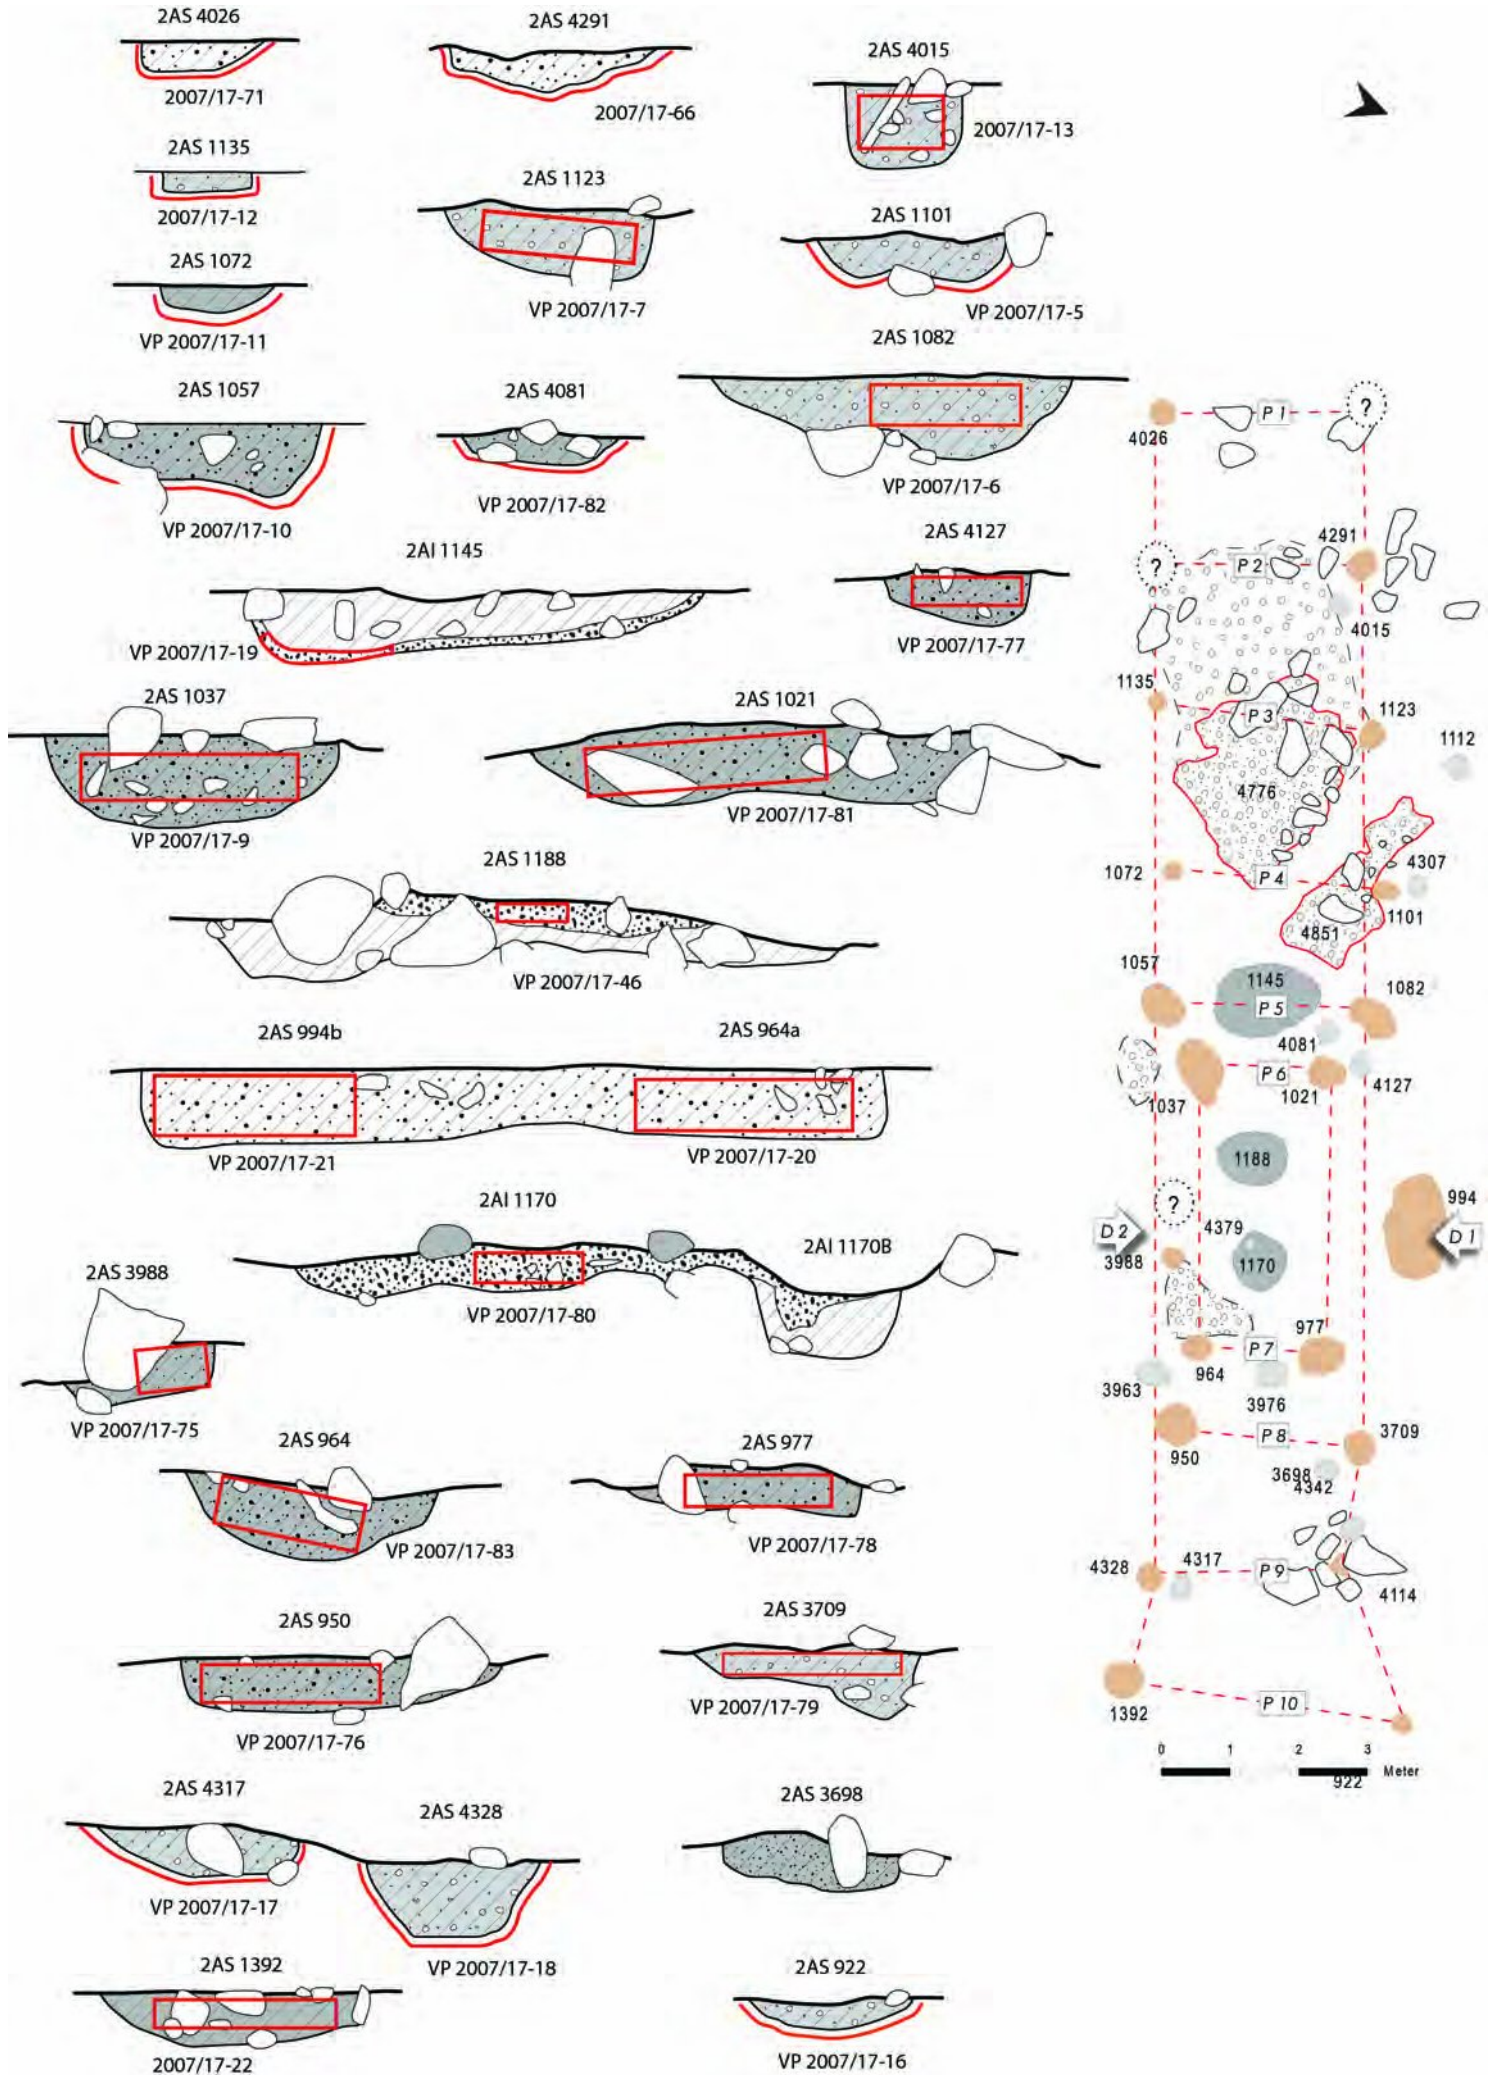 2AS 4026
2007/17-71
2AS 4291
2007/17-66
2AS 4015
2007/17-13
2AS 1135
2007/17-12
2AS 1123
VP 2007/17-7
2AS 1101
VP 2007/17-5
2AS 1072
VP 2007/17-11
2AS 1082
VP 2007/17-6
2AS 1057
VP 2007/17-10
2AS 4081
VP 2007/17-82
2AI 1145
VP 2007/17-19
2AS 4127
VP 2007/17-77
2AS 1037
VP 2007/17-9
2AS 1021
VP 2007/17-81
2AS 1188
VP 2007/17-46
2AS 994b
2AS 964a
VP 2007/17-21
VP 2007/17-20
2AI 1170
2AI 1170B
VP 2007/17-80
2AS 3988
VP 2007/17-75
2AS 964
VP 2007/17-83
2AS 977
VP 2007/17-78
2AS 950
VP 2007/17-76
2AS 3709
VP 2007/17-79
2AS 4317
VP 2007/17-17
2AS 4328
VP 2007/17-18
2AS 3698
2AS 1392
2007/17-22
2AS 922
VP 2007/17-16
P 1
?
4026
4291
?
P 2
4015
1135
P 3
1123
1112
4776
1072
P 4
4307
1101
4851
1057
1145
1082
P 5
4081
P 6
4127
1037
1021
1188
?
994
D 2
4379
D 1
3988
1170
977
P 7
964
3963
3976
P 8
3709
950
3698
4342
4328
4317
P 9
4114
1392
P 10
0 1 2 3
Meter
922